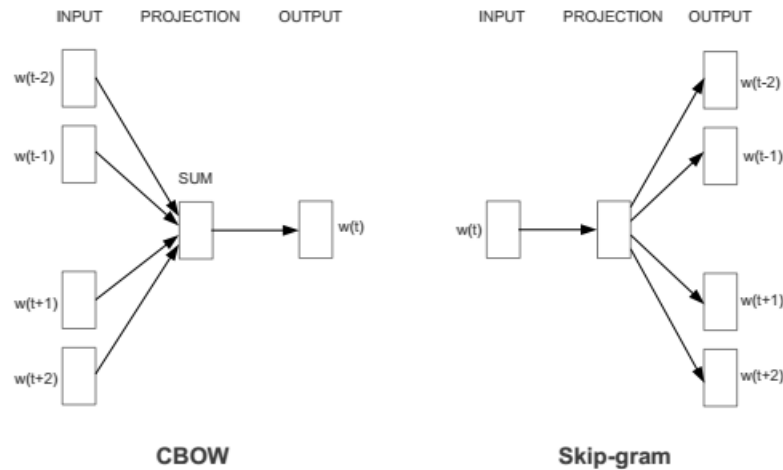 INPUT PROJECTION OUTPUT
w(t-2)
w(t-1)
SUM
w(t)
w(t+1)
w(t+2)
CBOW
INPUT PROJECTION OUTPUT
w(t-2)
w(t-1)
w(t)
w(t+1)
w(t+2)
Skip-gram